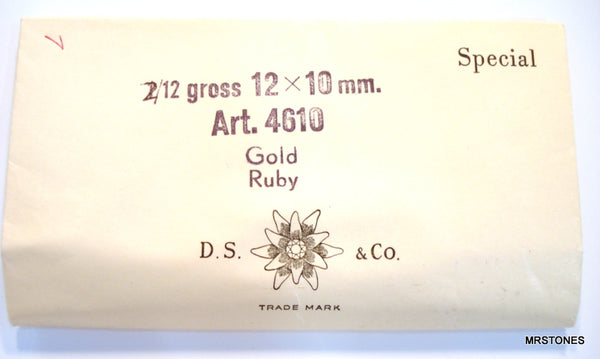 Special
2/12 gross 12×10 mm.
Art. 4610
Gold
Ruby
D.S. & Co.
TRADE MARK
MRSTONES